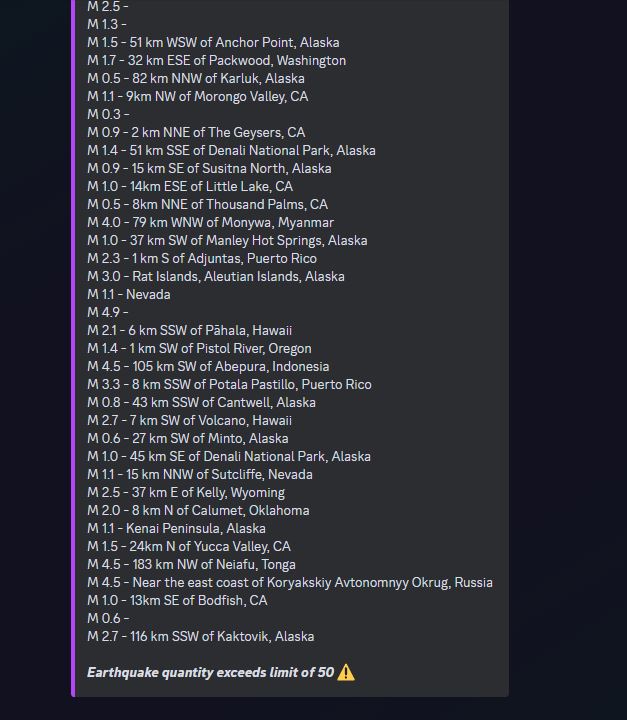 M 2.5 -
M 1.3 -
M 1.5 - 51 km WSW of Anchor Point, Alaska
M 1.7 - 32 km ESE of Packwood, Washington
M 0.5 - 82 km NNW of Karluk, Alaska
M 1.1 - 9km NW of Morongo Valley, CA
M 0.3 -
M 0.9 - 2 km NNE of The Geysers, CA
M 1.4 - 51 km SSE of Denali National Park, Alaska
M 0.9 - 15 km SE of Susitna North, Alaska
M 1.0 - 14km ESE of Little Lake, CA
M 0.5 - 8km NNE of Thousand Palms, CA
M 4.0 - 79 km WNW of Monywa, Myanmar
M 1.0 - 37 km SW of Manley Hot Springs, Alaska
M 2.3 - 1 km S of Adjuntas, Puerto Rico
M 3.0 - Rat Islands, Aleutian Islands, Alaska
M 1.1 - Nevada
M 4.9 -
M 2.1 - 6 km SSW of Pāhala, Hawaii
M 1.4 - 1 km SW of Pistol River, Oregon
M 4.5 - 105 km SW of Abepura, Indonesia
M 3.3 - 8 km SSW of Potala Pastillo, Puerto Rico
M 0.8 - 43 km SSW of Cantwell, Alaska
M 2.7 - 7 km SW of Volcano, Hawaii
M 0.6 - 27 km SW of Minto, Alaska
M 1.0 - 45 km SE of Denali National Park, Alaska
M 1.1 - 15 km NNW of Sutcliffe, Nevada
M 2.5 - 37 km E of Kelly, Wyoming
M 2.0 - 8 km N of Calumet, Oklahoma
M 1.1 - Kenai Peninsula, Alaska
M 1.5 - 24km N of Yucca Valley, CA
M 4.5 - 183 km NW of Neiafu, Tonga
M 4.5 - Near the east coast of Koryakskiy Avtonomnyy Okrug, Russia
M 1.0 - 13km SE of Bodfish, CA
M 0.6 -
M 2.7 - 116 km SSW of Kaktovik, Alaska
Earthquake quantity exceeds limit of 50 ⚠️